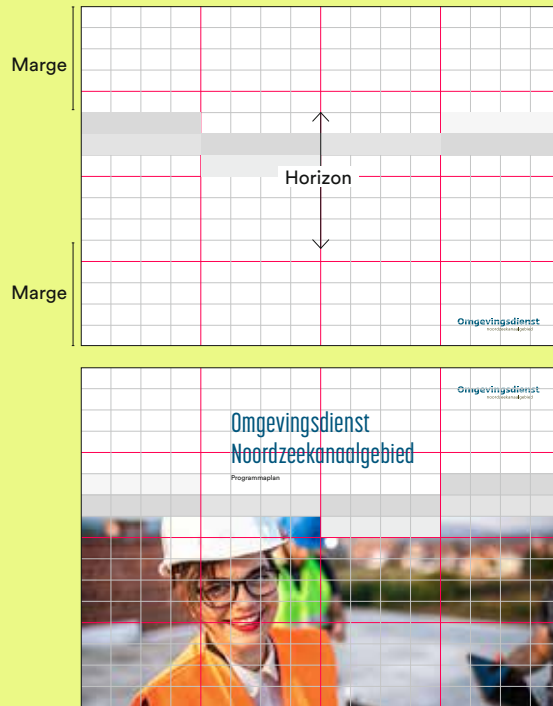 Marge
Horizon
Marge
Omgevingsdienst
noordzeekanaalgebied
Omgevingsdienst
noordzeekanaalgebied
Omgevingsdienst
Noordzeekanaalgebied
Programmaplan